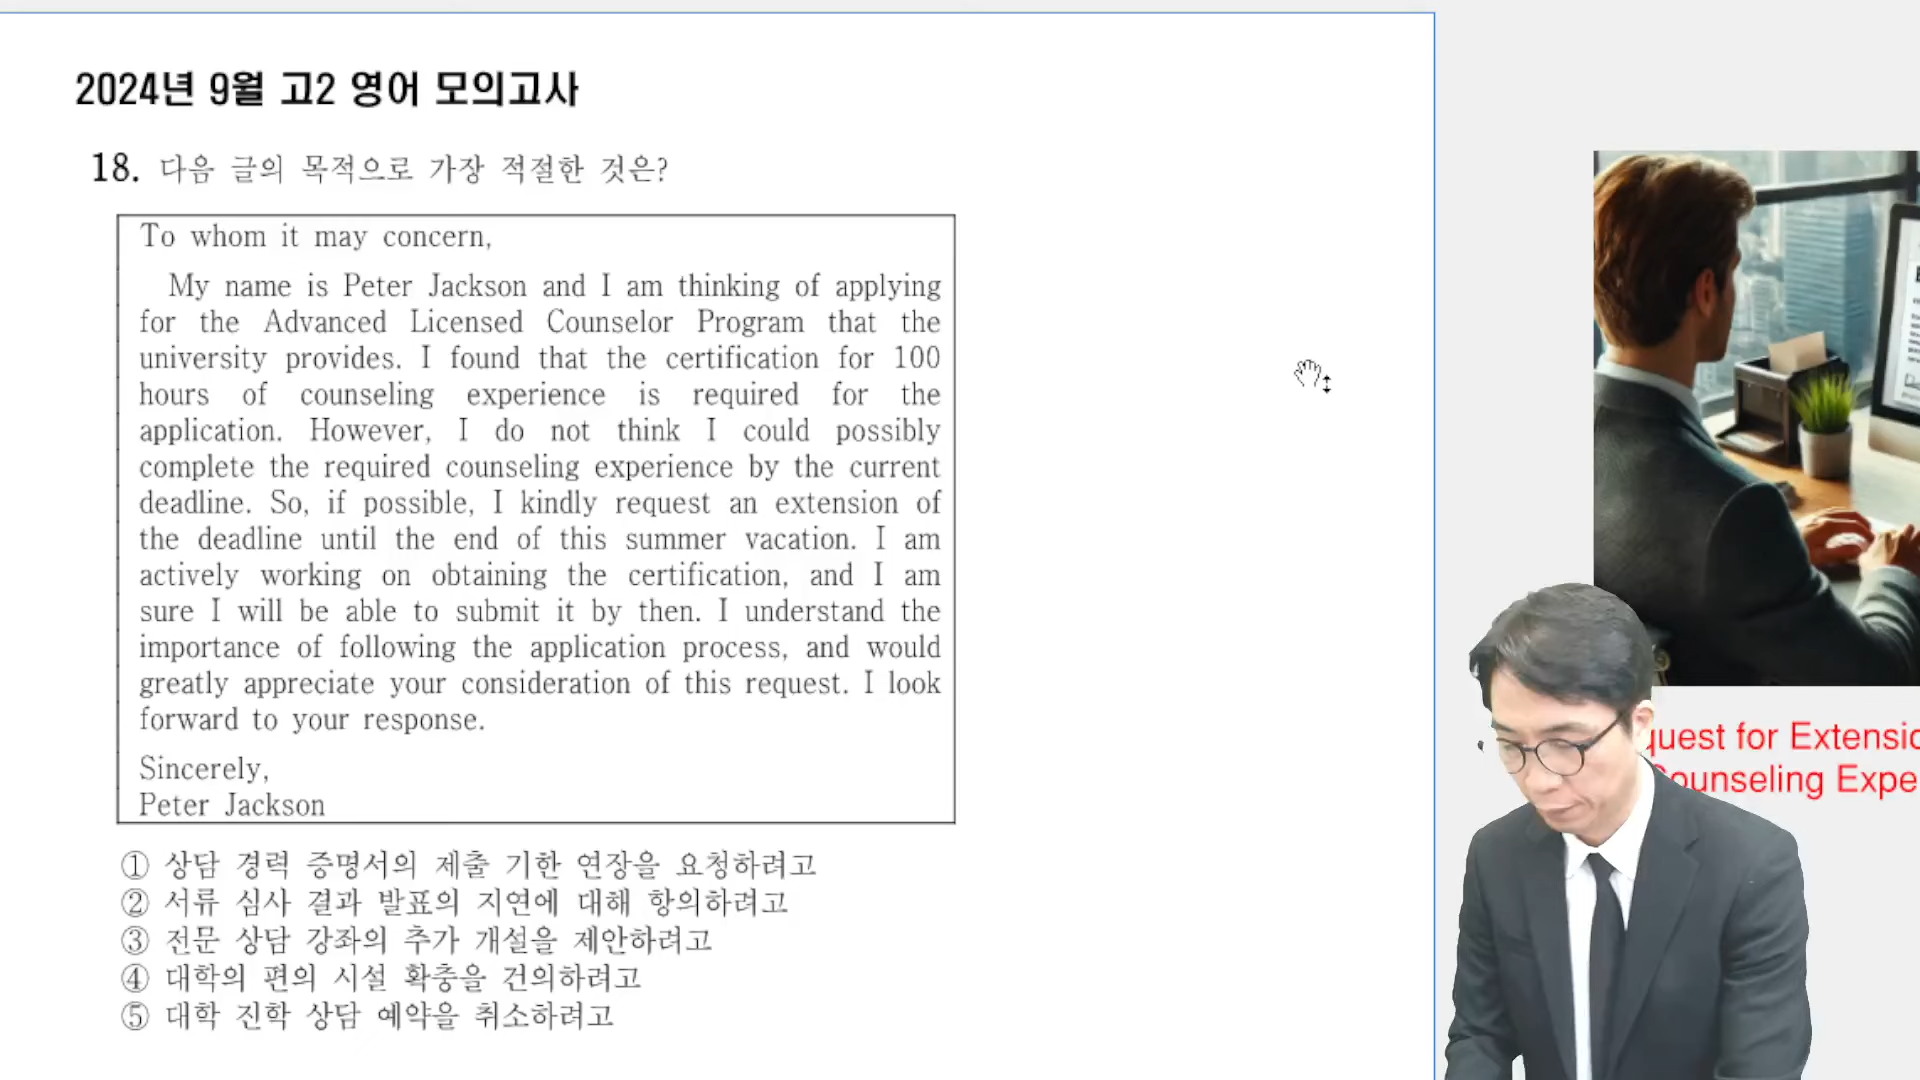 2024년 9월 고2 영어 모의고사
18. 다음 글의 목적으로 가장 적절한 것은?
To whom it may concern,
My name is Peter Jackson and I am thinking of applying
for the Advanced Licensed Counselor Program that the
university provides. I found that the certification for 100
hours of counseling experience is required for the
application. However, I do not think I could possibly
complete the required counseling experience by the current
deadline. So, if possible, I kindly request an extension of
the deadline until the end of this summer vacation. I am
actively working on obtaining the certification, and I am
sure I will be able to submit it by then. I understand the
importance of following the application process, and would
greatly appreciate your consideration of this request. I look
forward to your response.
Sincerely,
Peter Jackson
① 상담 경력 증명서의 제출 기한 연장을 요청하려고
② 서류 심사 결과 발표의 지연에 대해 항의하려고
③ 전문 상담 강좌의 추가 개설을 제안하려고
④ 대학의 편의 시설 확충을 건의하려고
⑤ 대학 진학 상담 예약을 취소하려고
quest for Extensio
ounseling Expe